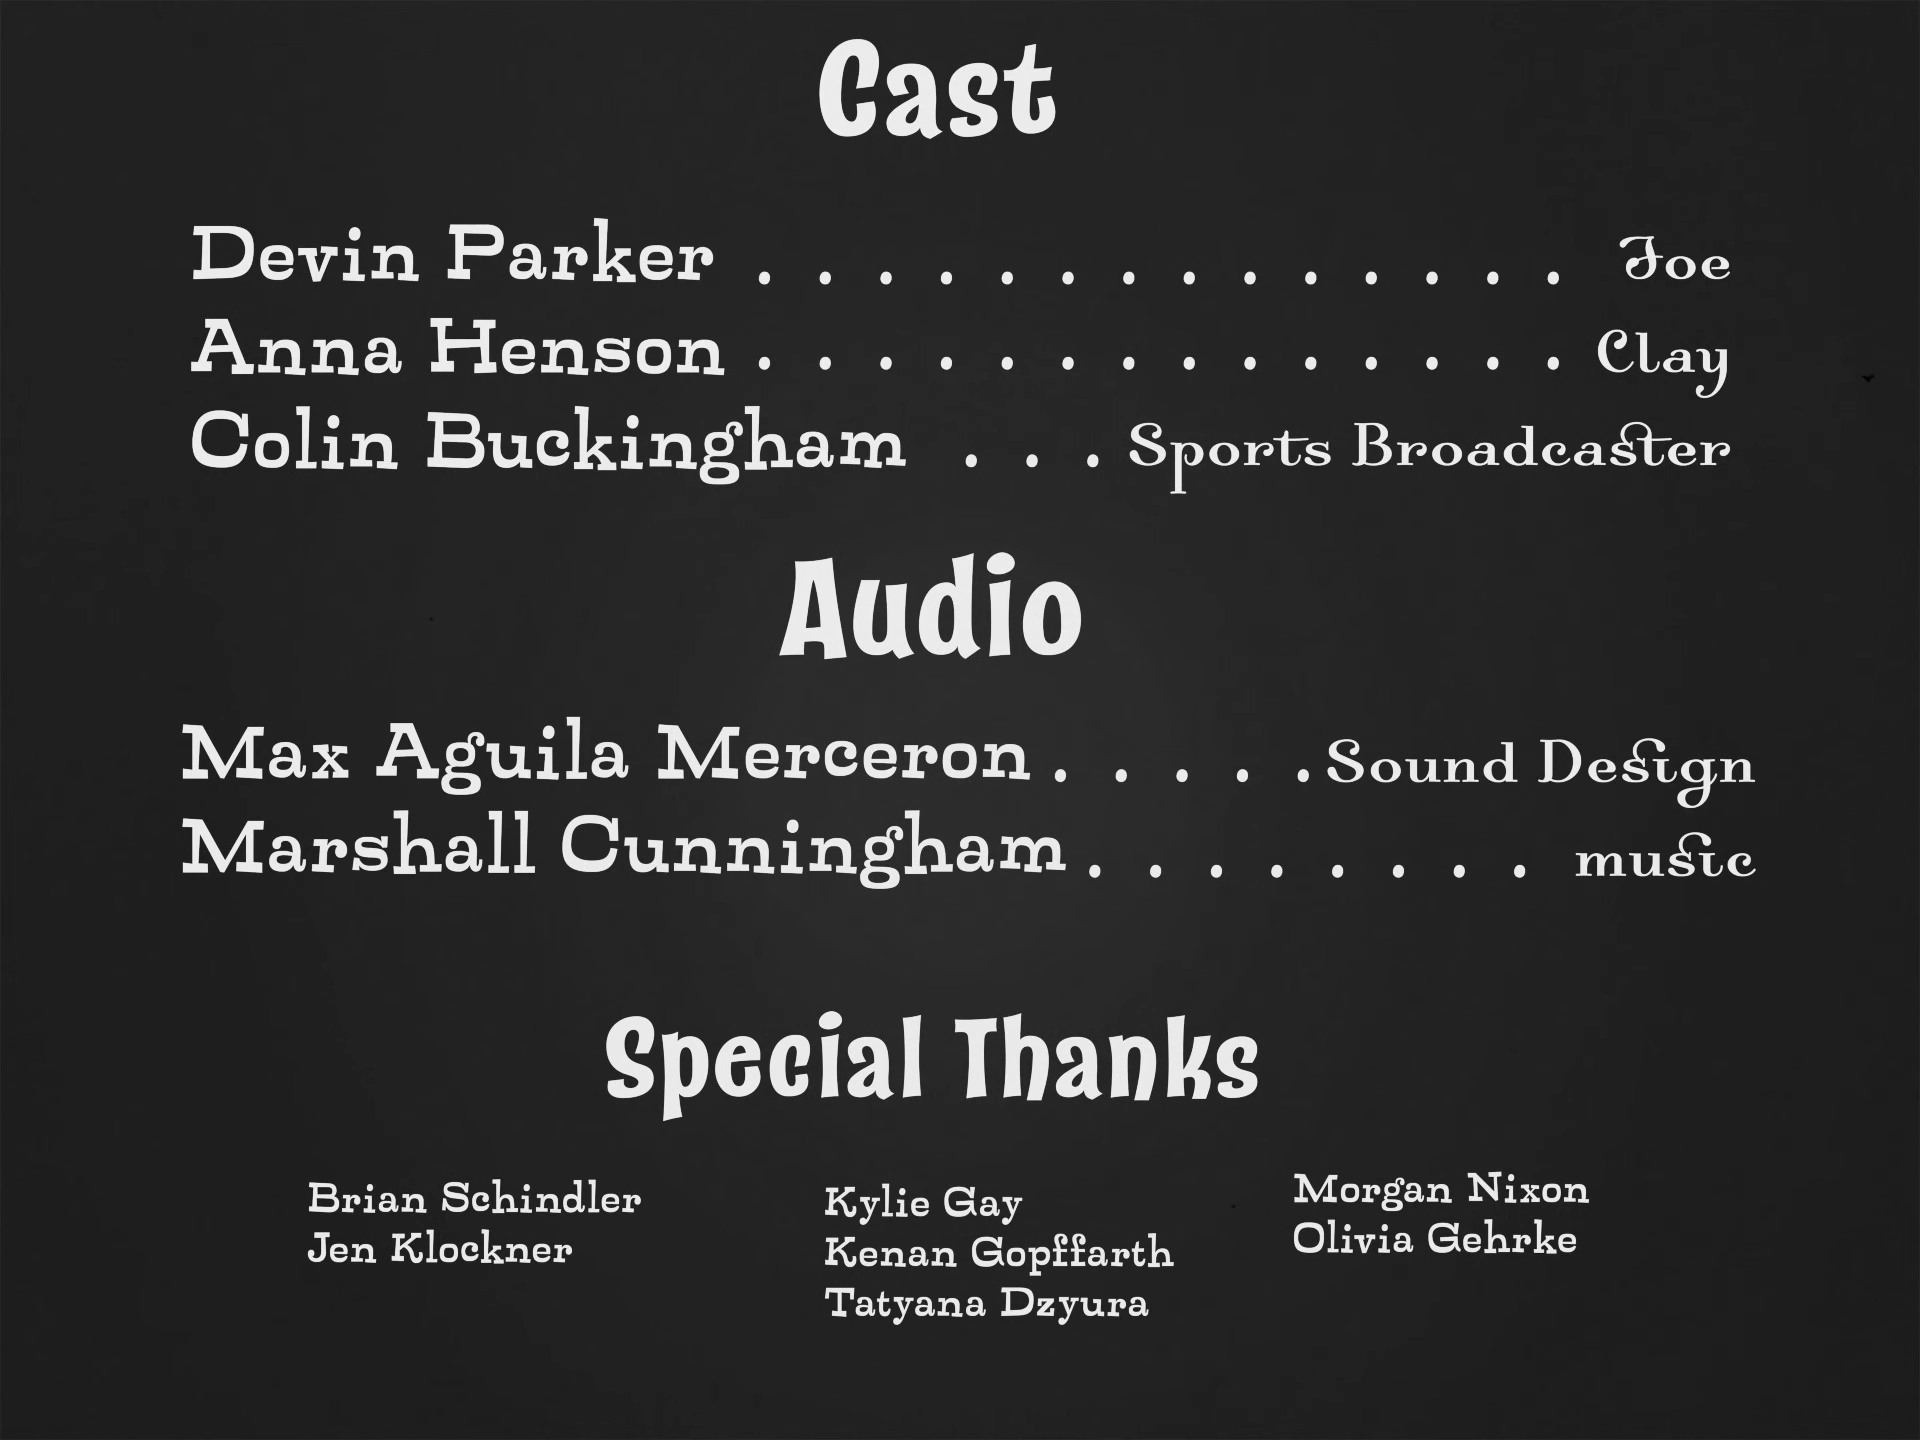 Cast
Devin Parker . . . . . . . . . . . . . . Joe
Anna Henson . . . . . . . . . . . . . . Clay
Colin Buckingham . . . Sports Broadcaster
Audio
Max Aguila Merceron . . . . . Sound Design
Marshall Cunningham . . . . . . . . music
Special Thanks
Brian Schindler
Jen Klockner
Kylie Gay
Kenan Gopffarth
Tatyana Dzyura
Morgan Nixon
Olivia Gehrke